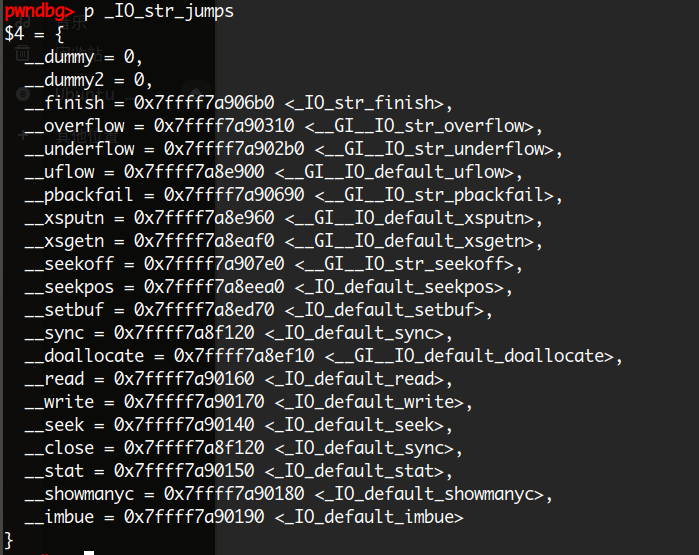 pwndbg> p _IO_str_jumps
$4 = {
  __dummy = 0,
  __dummy2 = 0,
  __finish = 0x7ffff7a906b0 <_IO_str_finish>,
  __overflow = 0x7ffff7a90310 <__GI__IO_str_overflow>,
  __underflow = 0x7ffff7a902b0 <__GI__IO_str_underflow>,
  __uflow = 0x7ffff7a8e900 <__GI__IO_default_uflow>,
  __pbackfail = 0x7ffff7a90690 <__GI__IO_str_pbackfail>,
  __xsputn = 0x7ffff7a8e960 <__GI__IO_default_xsputn>,
  __xsgetn = 0x7ffff7a8eaf0 <__GI__IO_default_xsgetn>,
  __seekoff = 0x7ffff7a907e0 <__GI__IO_str_seekoff>,
  __seekpos = 0x7ffff7a8eea0 <_IO_default_seekpos>,
  __setbuf = 0x7ffff7a8ed70 <_IO_default_setbuf>,
  __sync = 0x7ffff7a8f120 <_IO_default_sync>,
  __doallocate = 0x7ffff7a8ef10 <__GI__IO_default_doallocate>,
  __read = 0x7ffff7a90160 <_IO_default_read>,
  __write = 0x7ffff7a90170 <_IO_default_write>,
  __seek = 0x7ffff7a90140 <_IO_default_seek>,
  __close = 0x7ffff7a8f120 <_IO_default_sync>,
  __stat = 0x7ffff7a90150 <_IO_default_stat>,
  __showmanyc = 0x7ffff7a90180 <_IO_default_showmanyc>,
  __imbue = 0x7ffff7a90190 <_IO_default_imbue>
}